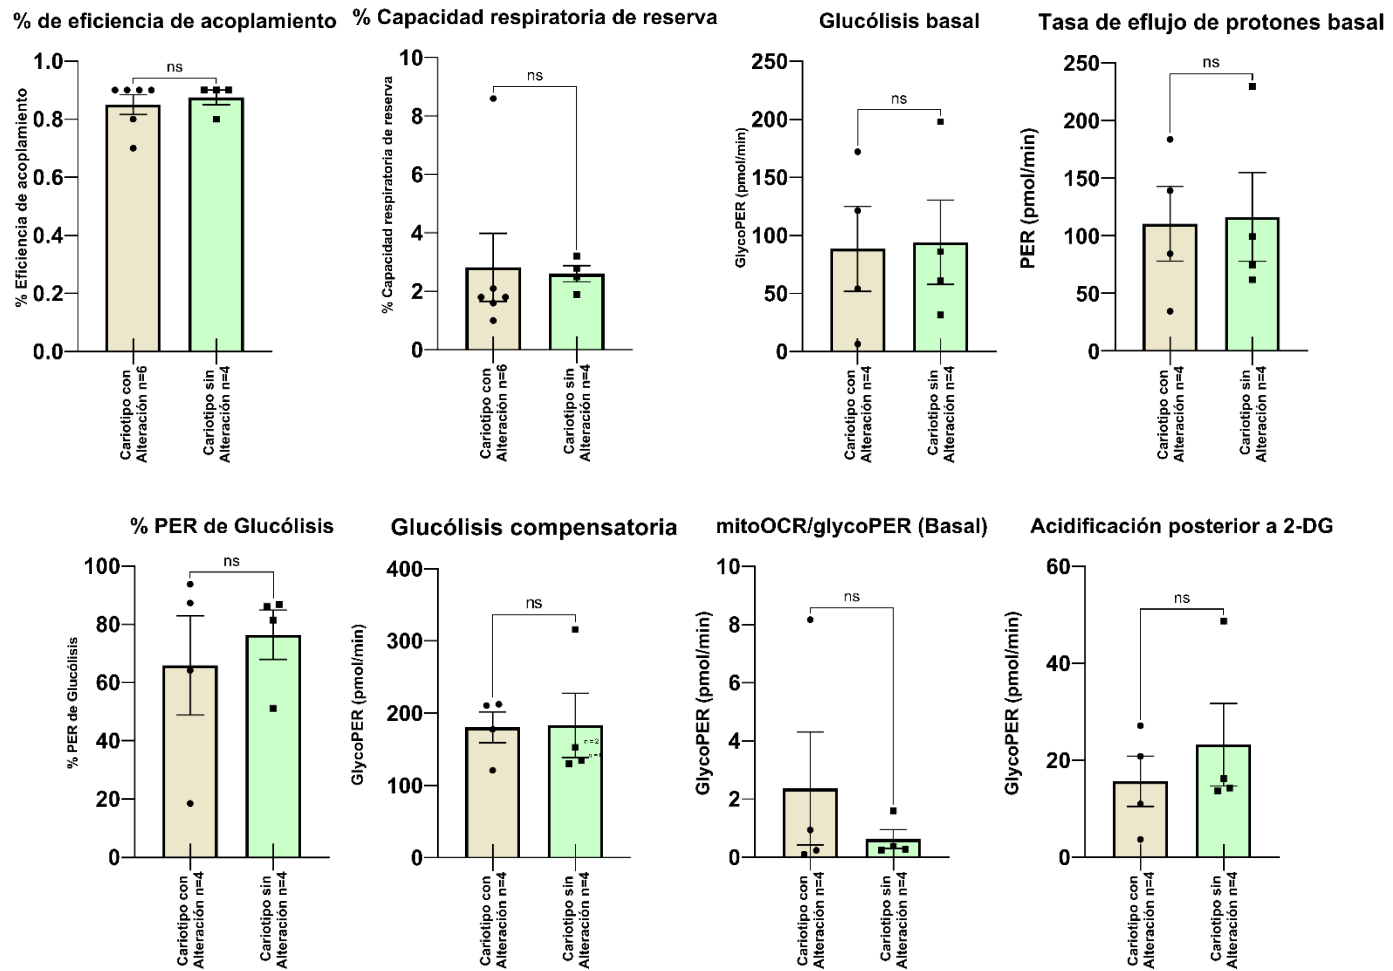 % de eficiencia de acoplamiento
% Eficiencia de acoplamiento
1.0
0.8
0.6
0.4
0.2
0.0
ns
Cariotipo con
Alteración n=6
Cariotipo sin
Alteración n=4
% Capacidad respiratoria de reserva
% Capacidad respiratoria de reserva
10
8
6
4
2
0
ns
Cariotipo con
Alteración n=6
Cariotipo sin
Alteración n=4
Glucólisis basal
GlycoPER (pmol/min)
250
200
150
100
50
0
ns
Cariotipo con
Alteración n=4
Cariotipo sin
Alteración n=4
Tasa de eflujo de protones basal
PER (pmol/min)
250
200
150
100
50
0
ns
Cariotipo con
Alteración n=4
Cariotipo sin
Alteración n=4
% PER de Glucólisis
% PER de Glucólisis
100
80
60
40
20
0
ns
Cariotipo con
Alteración n=4
Cariotipo sin
Alteración n=4
Glucólisis compensatoria
GlycoPER (pmol/min)
400
300
200
100
0
ns
n=2
Cariotipo con
Alteración n=4
Cariotipo sin
Alteración n=4
mitoOCR/glycoPER (Basal)
GlycoPER (pmol/min)
10
8
6
4
2
0
ns
Cariotipo con
Alteración n=4
Cariotipo sin
Alteración n=4
Acidificación posterior a 2-DG
GlycoPER (pmol/min)
60
40
20
0
ns
Cariotipo con
Alteración n=4
Cariotipo sin
Alteración n=4